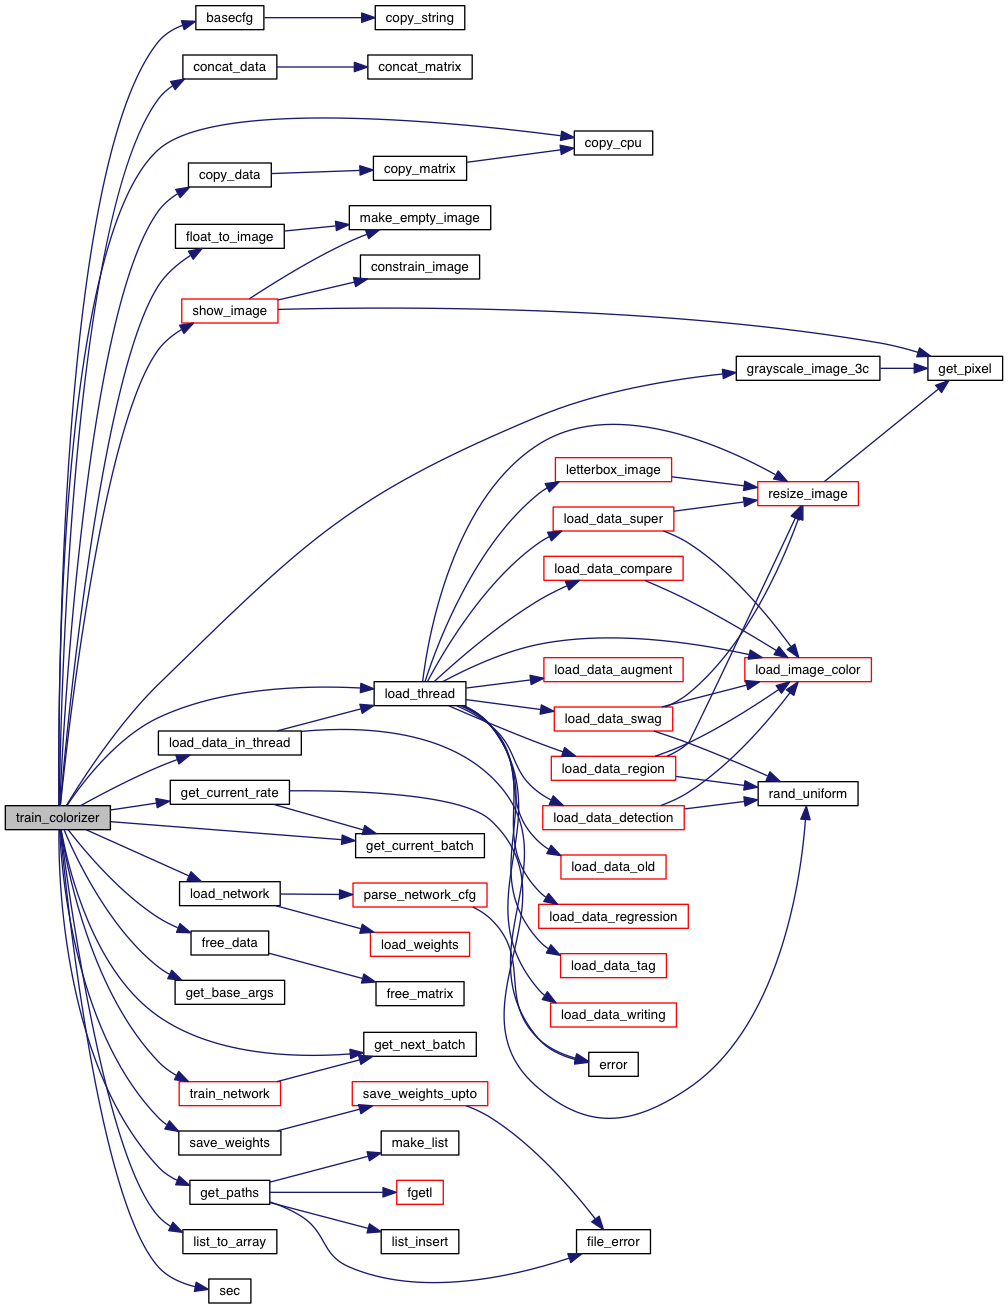 basecfg
copy_string
concat_data
concat_matrix
copy_cpu
copy_data
copy_matrix
float_to_image
make_empty_image
constrain_image
show_image
grayscale_image_3c
get_pixel
letterbox_image
resize_image
load_data_super
load_data_compare
load_thread
load_data_augment
load_image_color
load_data_swag
load_data_in_thread
load_data_region
get_current_rate
rand_uniform
train_colorizer
load_data_detection
get_current_batch
load_data_old
load_network
parse_network_cfg
load_data_regression
free_data
load_weights
load_data_tag
get_base_args
free_matrix
load_data_writing
get_next_batch
error
train_network
save_weights_upto
save_weights
make_list
get_paths
fgetl
list_to_array
list_insert
file_error
sec